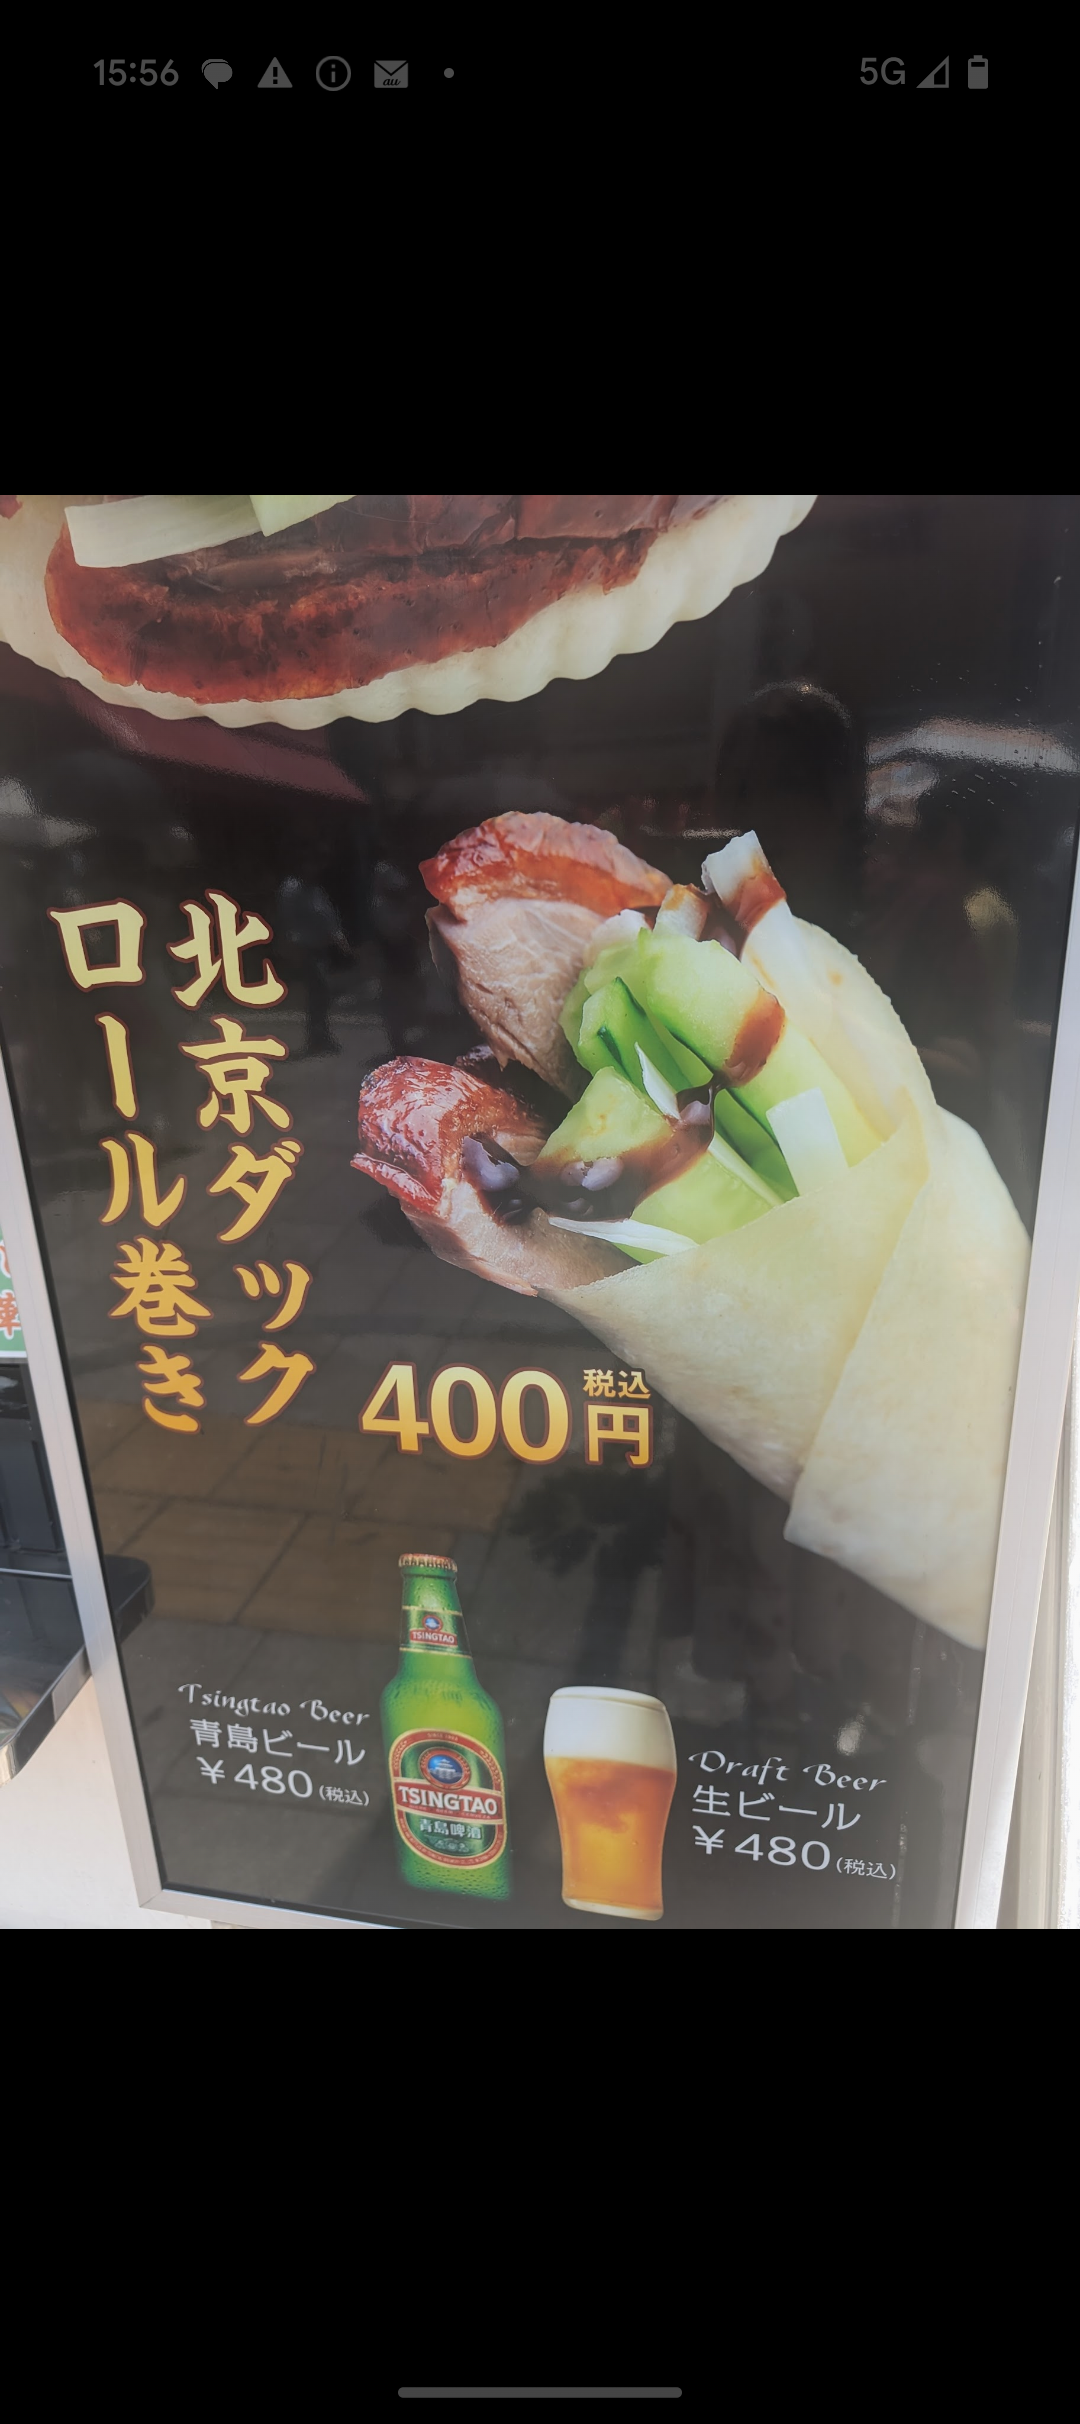 15:56
au
5G
北京ダック
ロール巻き
400円
税込
TSINGTAO
Tsingtao Beer
青島ビール
¥480(税込)
TSINGTAO
青島啤酒
Draft Beer
生ビール
¥480(税込)